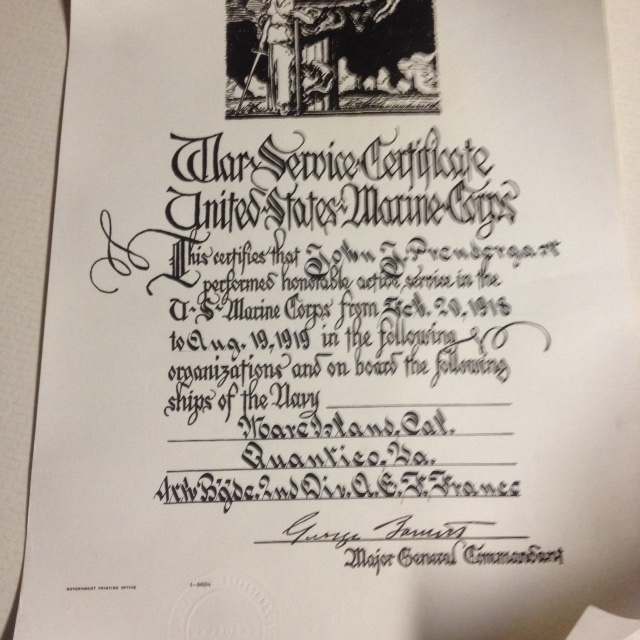 War Service Certificate
United States Marine Corps
This certifies that John J. Prendergast
performed honorable active service in the
U-S-Marine Corps from 20, 1918
to Aug. 19, 1919 in the following
organizations and on board the following
ships of the Navy
Mare Island, Cal.
Quantico, Va.
4th Bgde. 2nd Div. A.E.F. France
George Barnett
Major General Commandant
GOVERNMENT PRINTING OFFICE